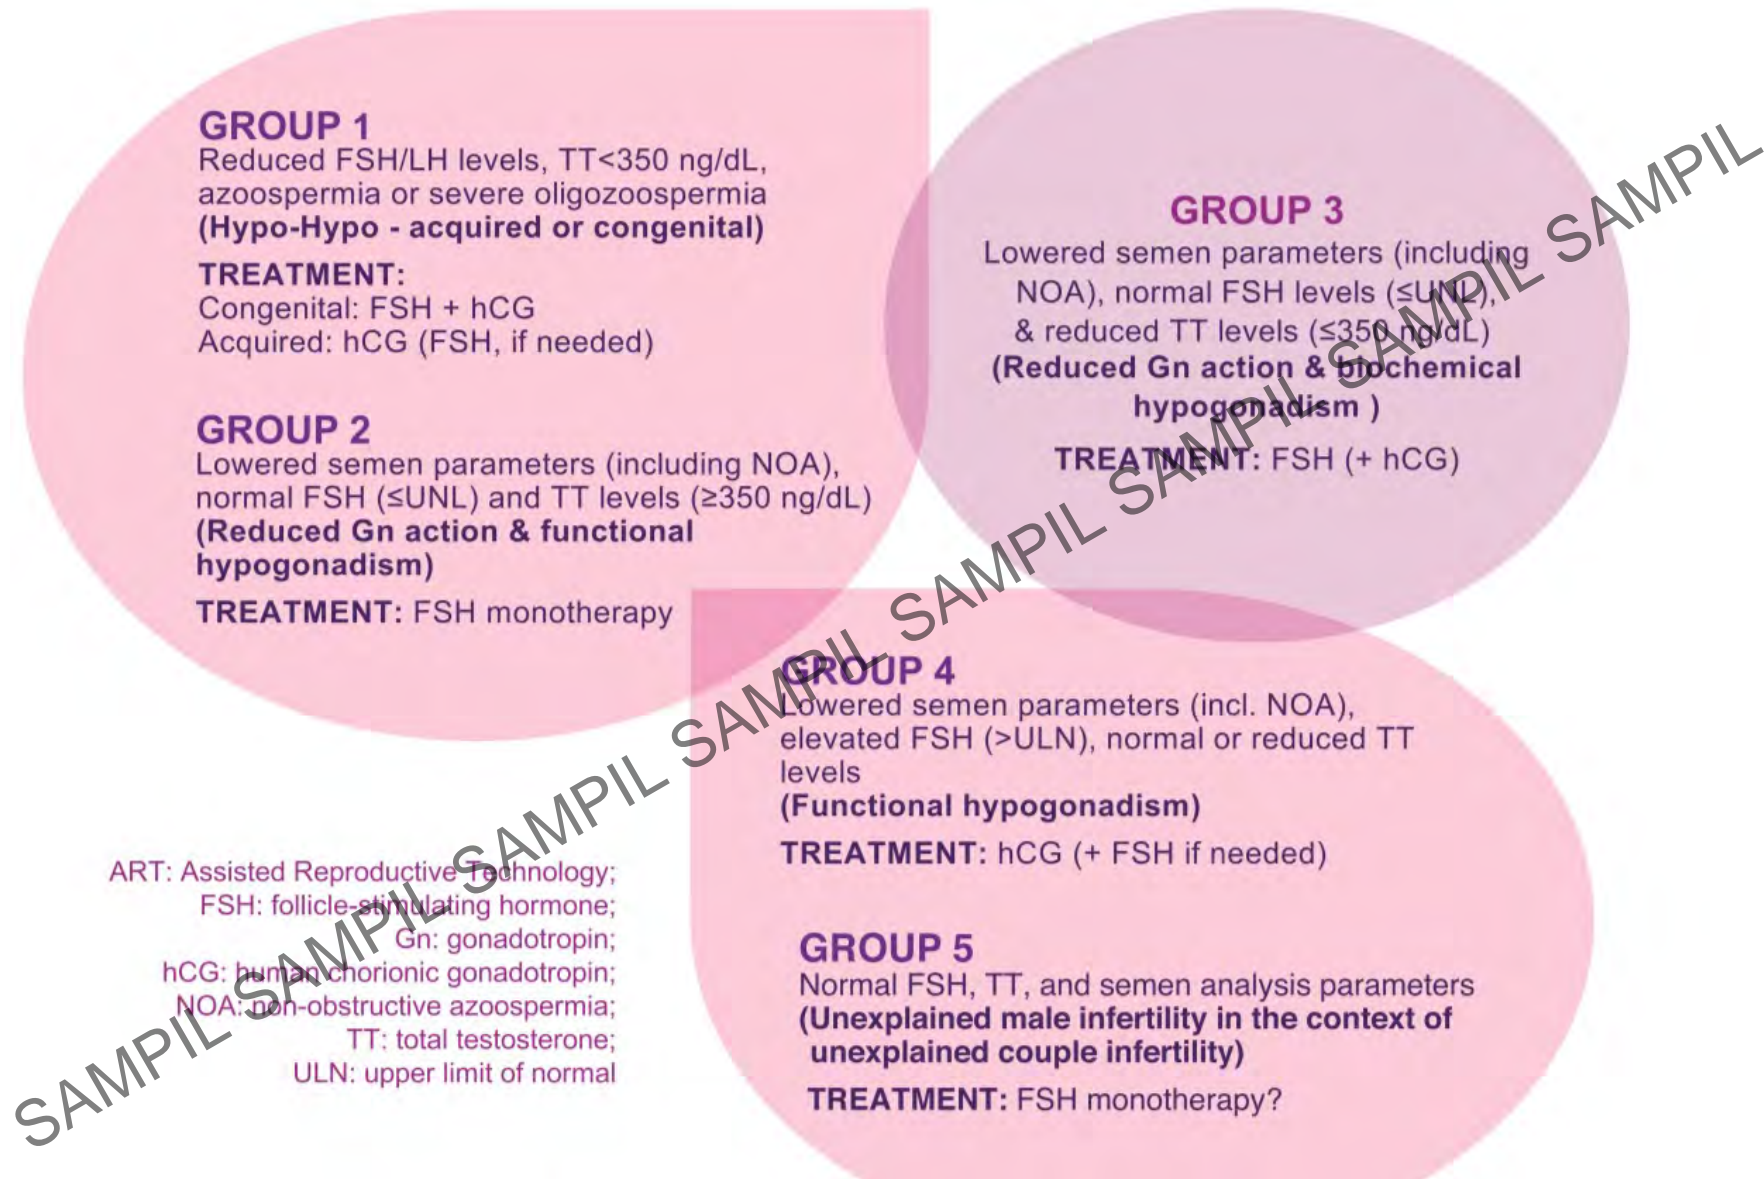 GROUP 1
Reduced FSH/LH levels, TT<350 ng/dL,
azoospermia or severe oligozoospermia
(Hypo-Hypo - acquired or congenital)
TREATMENT:
Congenital: FSH + hCG
Acquired: hCG (FSH, if needed)
GROUP 2
Lowered semen parameters (including NOA),
normal FSH (≤UNL) and TT levels (≥350 ng/dL)
(Reduced Gn action & functional
hypogonadism)
TREATMENT: FSH monotherapy
GROUP 3
Lowered semen parameters (including
NOA), normal FSH levels (≤UNL),
& reduced TT levels (≤350 ng/dL)
(Reduced Gn action & biochemical
hypogonadism )
TREATMENT: FSH (+ hCG)
GROUP 4
Lowered semen parameters (incl. NOA),
elevated FSH (>ULN), normal or reduced TT
levels
(Functional hypogonadism)
TREATMENT: hCG (+ FSH if needed)
GROUP 5
Normal FSH, TT, and semen analysis parameters
(Unexplained male infertility in the context of
unexplained couple infertility)
TREATMENT: FSH monotherapy?
ART: Assisted Reproductive Technology;
FSH: follicle-stimulating hormone;
Gn: gonadotropin;
hCG: human chorionic gonadotropin;
NOA: non-obstructive azoospermia;
TT: total testosterone;
ULN: upper limit of normal
SAMPIL SAMPIL SAMPIL SAMPIL SAMPIL SAMPIL SAMPIL SAMPIL